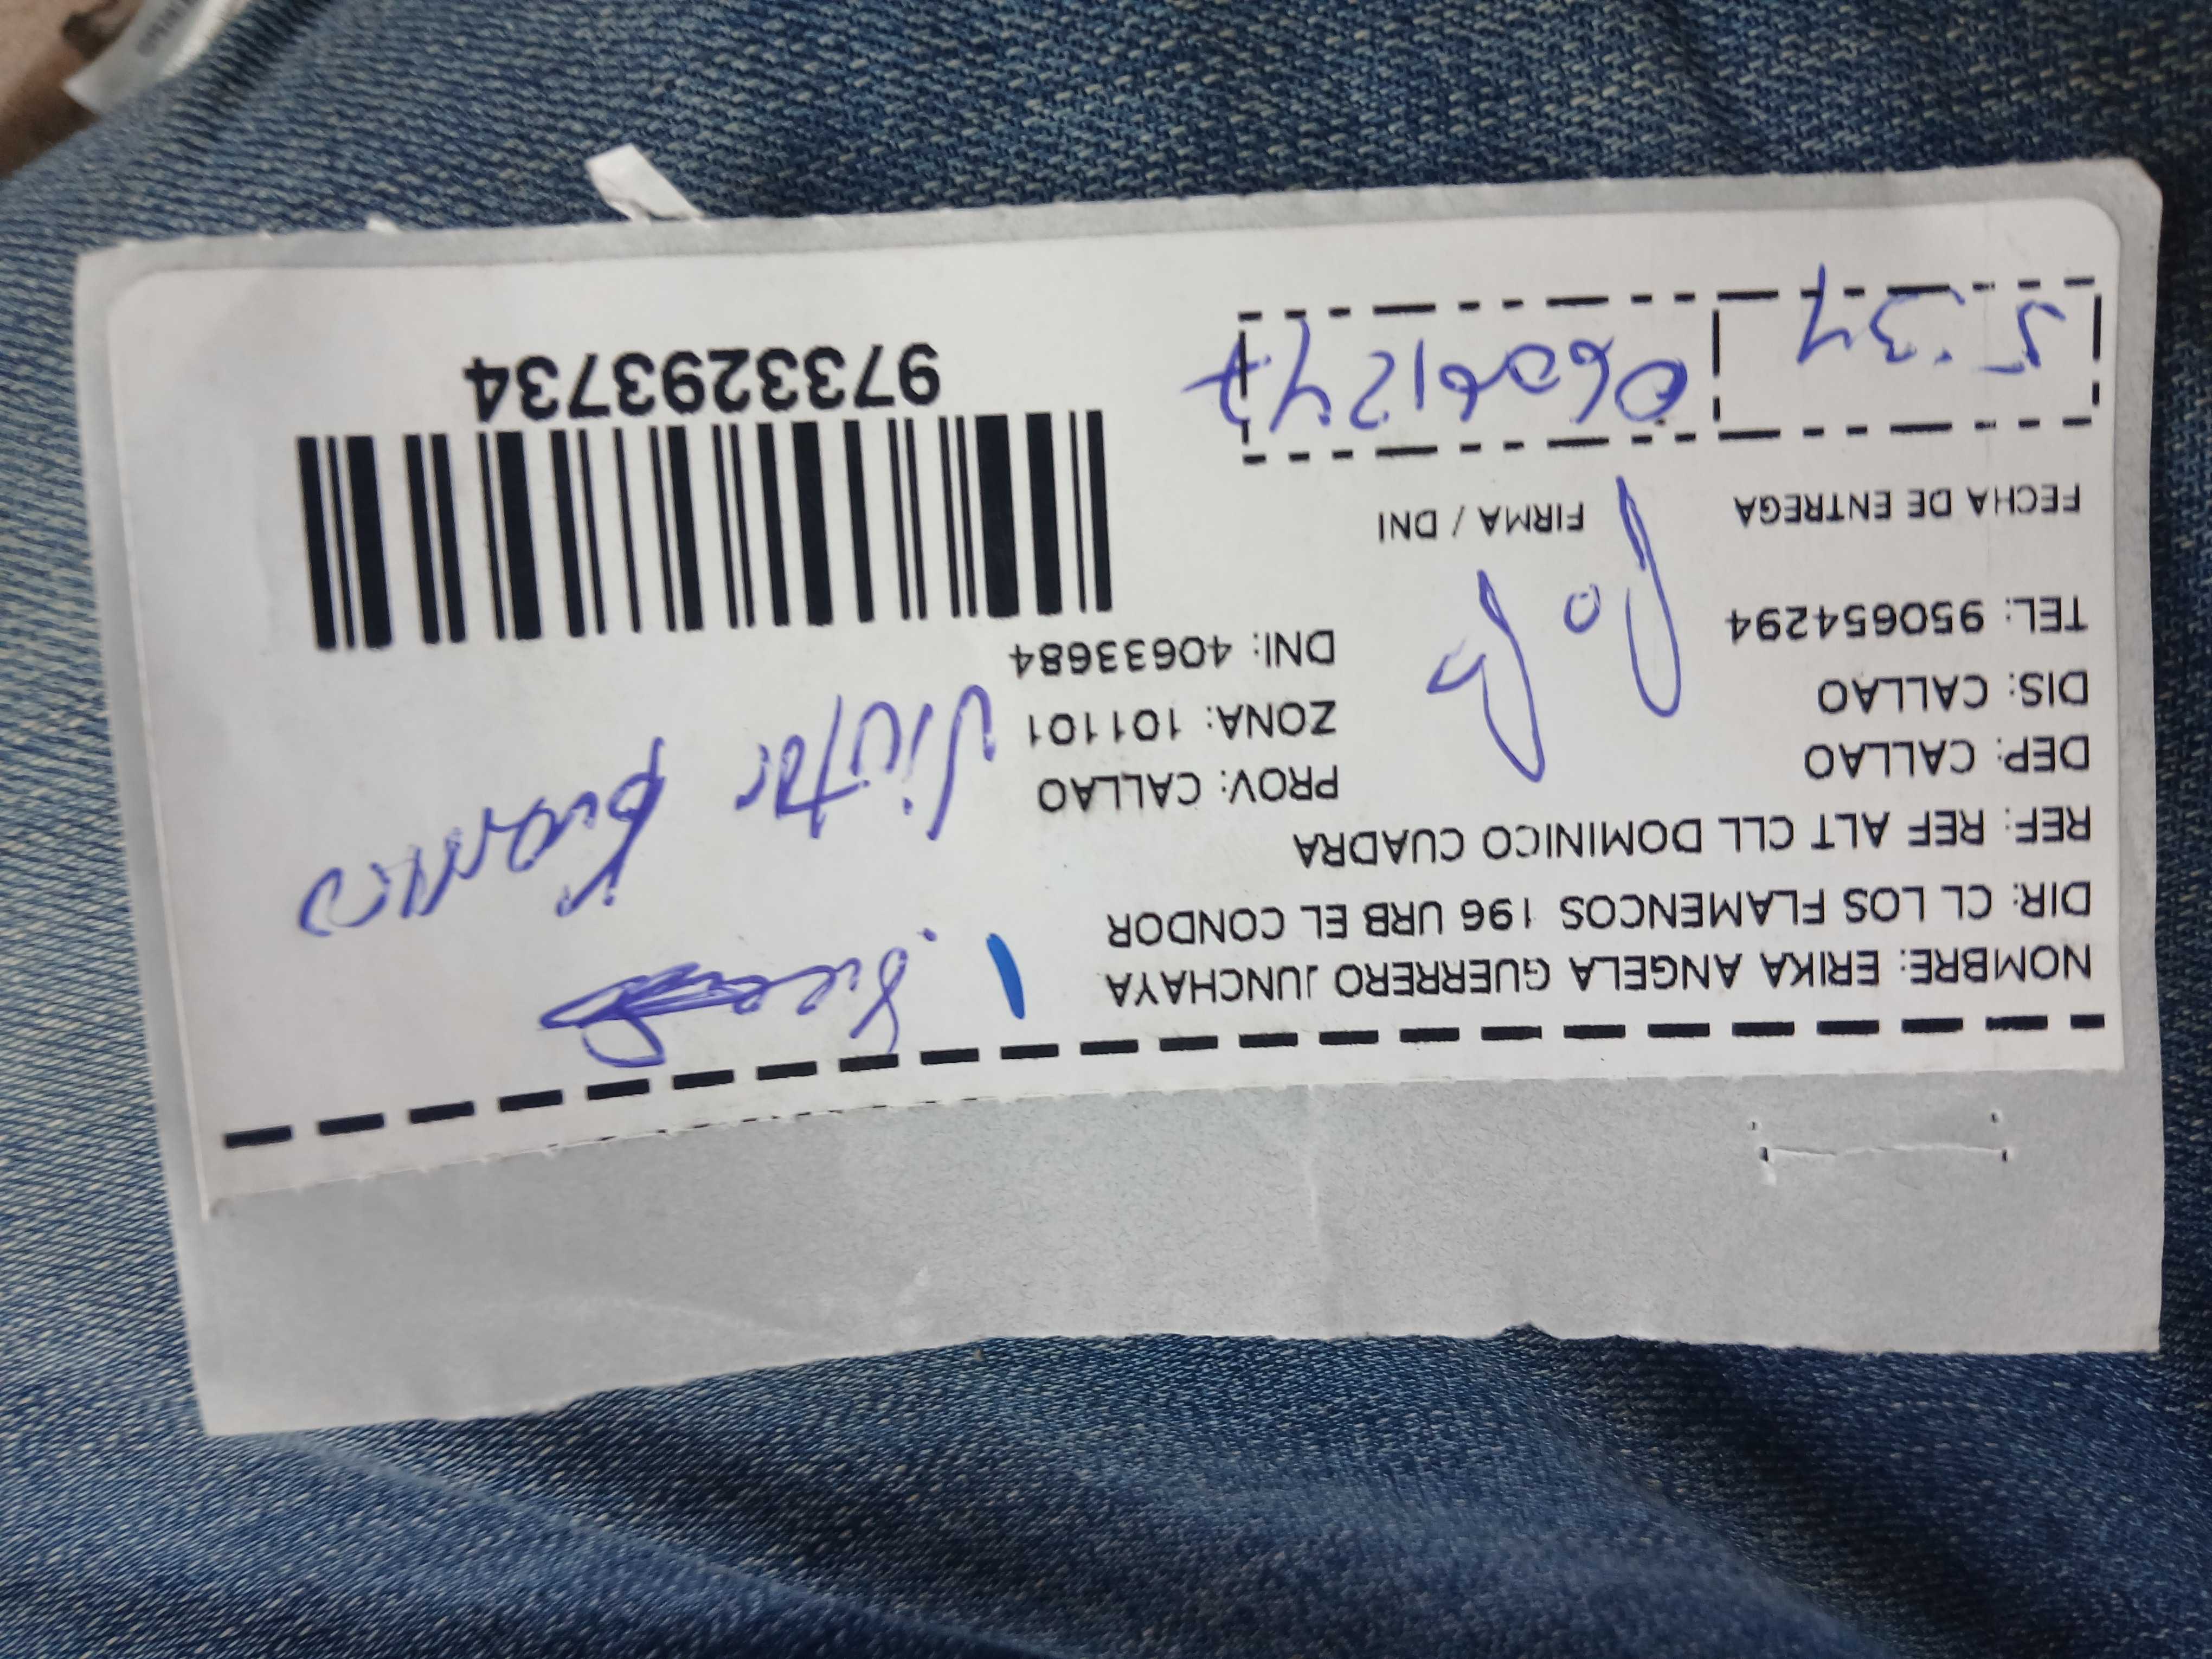 NOMBRE: ERIKA ANGELA GUERRERO JUNCHAYA
DIR: CL LOS FLAMENCOS 196 URB EL CONDOR
REF: REF ALT CLL DOMINICO CUADRA
DEP: CALLAO PROV: CALLAO
DIS: CALLAO ZONA: 101101
TEL: 950654294 DNI: 40633684
Victor
FECHA DE ENTREGA FIRMA / DNI
5:34 06061247
9733293734